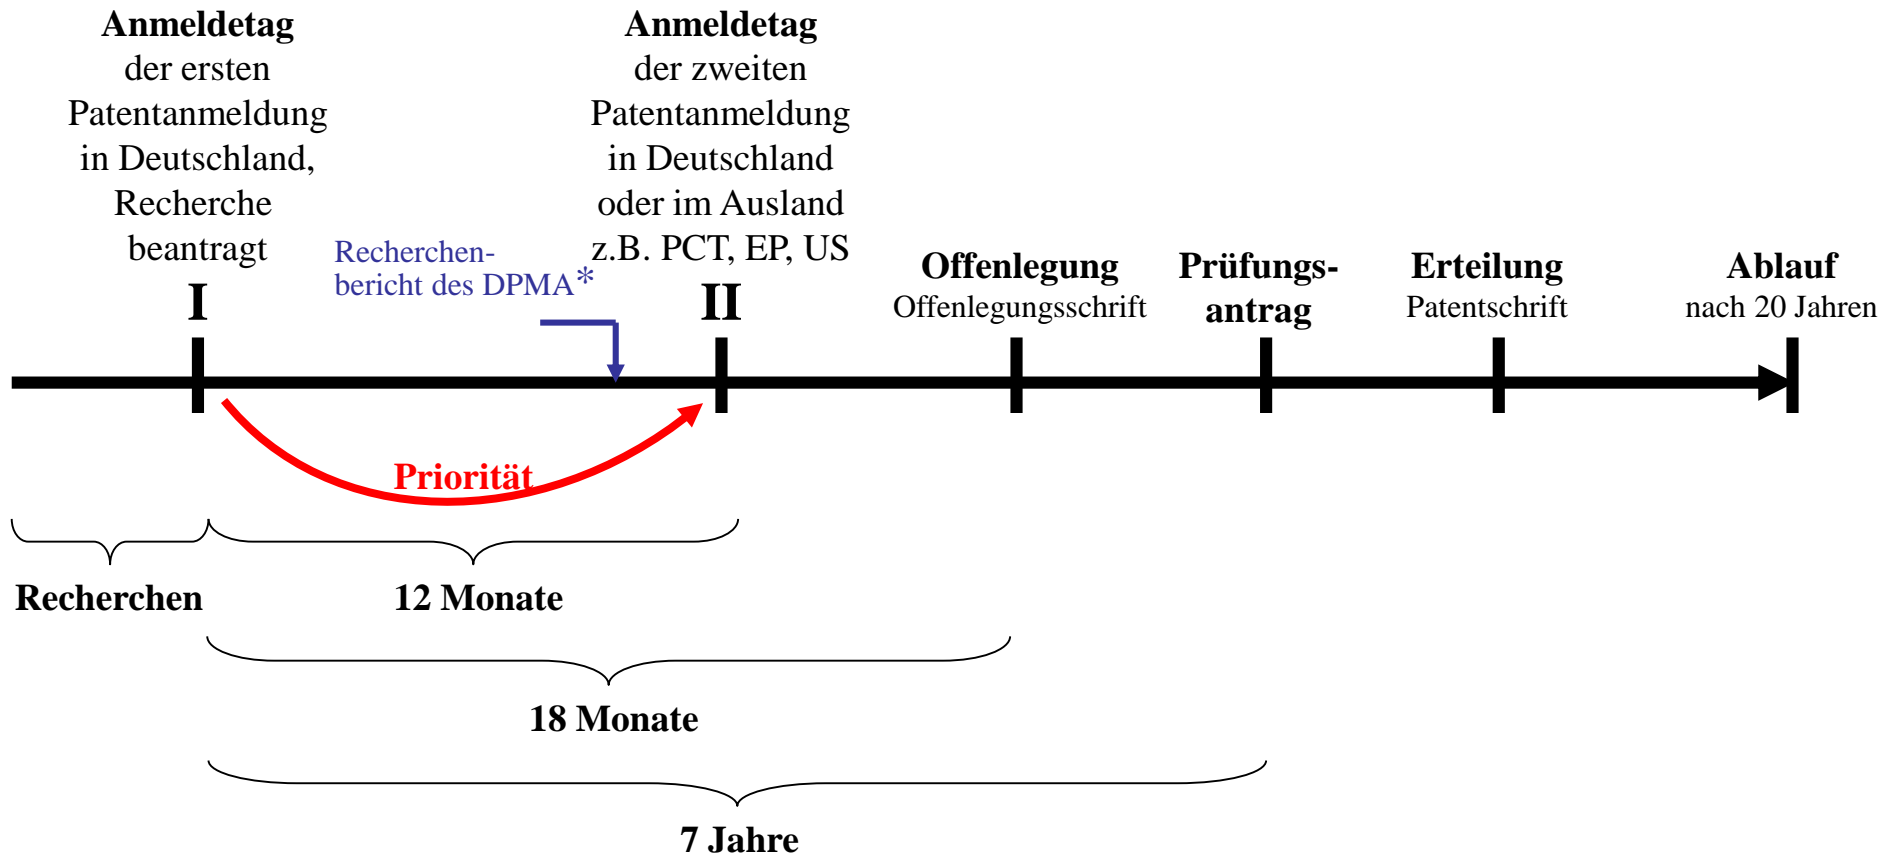 Anmeldetag
der ersten
Patentanmeldung
in Deutschland,
Recherche
beantragt
I
Recherchen-
bericht des DPMA*
Anmeldetag
der zweiten
Patentanmeldung
in Deutschland
oder im Ausland
z.B. PCT, EP, US
II
Offenlegung
Offenlegungsschrift
Prüfungs-
antrag
Erteilung
Patentschrift
Ablauf
nach 20 Jahren
Priorität
Recherchen
12 Monate
18 Monate
7 Jahre